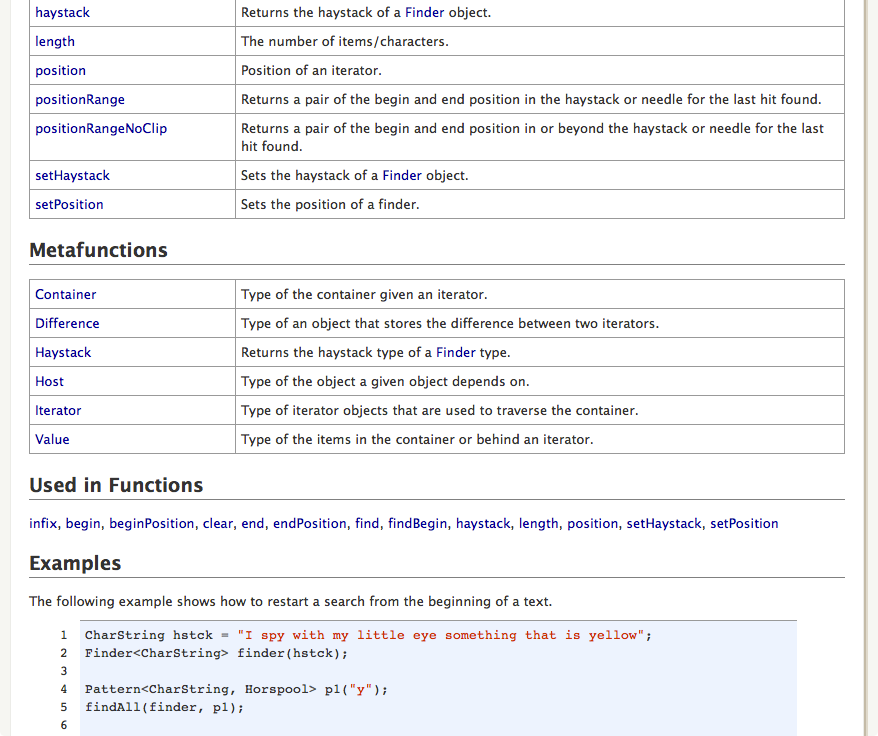 haystack Returns the haystack of a Finder object.
length The number of items/characters.
position Position of an iterator.
positionRange Returns a pair of the begin and end position in the haystack or needle for the last hit found.
positionRangeNoClip Returns a pair of the begin and end position in or beyond the haystack or needle for the last
hit found.
setHaystack Sets the haystack of a Finder object.
setPosition Sets the position of a finder.
Metafunctions
Container Type of the container given an iterator.
Difference Type of an object that stores the difference between two iterators.
Haystack Returns the haystack type of a Finder type.
Host Type of the object a given object depends on.
Iterator Type of iterator objects that are used to traverse the container.
Value Type of the items in the container or behind an iterator.
Used in Functions
infix, begin, beginPosition, clear, end, endPosition, find, findBegin, haystack, length, position, setHaystack, setPosition
Examples
The following example shows how to restart a search from the beginning of a text.
1 CharString hstck = "I spy with my little eye something that is yellow";
2 Finder<CharString> finder(hstck);
3
4 Pattern<CharString, Horspool> p1("y");
5 findAll(finder, p1);
6